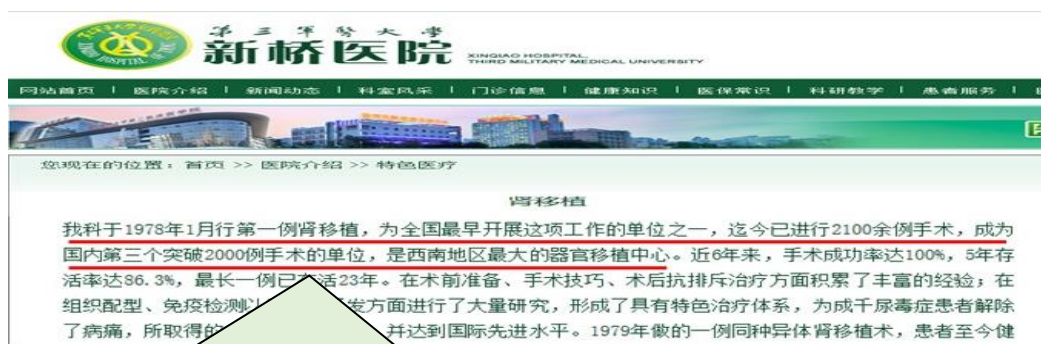 第三军医大学
新桥医院 XINQIAO HOSPITAL, THIRD MILITARY MEDICAL UNIVERSITY
网站首页 | 医院介绍 | 新闻动态 | 科室风采 | 门诊信息 | 健康知识 | 医保常识 | 科研教学 | 患者服务 |
您现在的位置：首页 >> 医院介绍 >> 特色医疗
肾移植
我科于1978年1月行第一例肾移植，为全国最早开展这项工作的单位之一，迄今已进行2100余例手术，成为
国内第三个突破2000例手术的单位，是西南地区最大的器官移植中心。近6年来，手术成功率达100%，5年存
活率达86.3%，最长一例已存活23年。在术前准备、手术技巧、术后抗排斥治疗方面积累了丰富的经验；在
组织配型、免疫检测 发方面进行了大量研究，形成了具有特色治疗体系，为成千尿毒症患者解除
了病痛，所取得的 并达到国际先进水平。1979年做的一例同种异体肾移植术，患者至今健